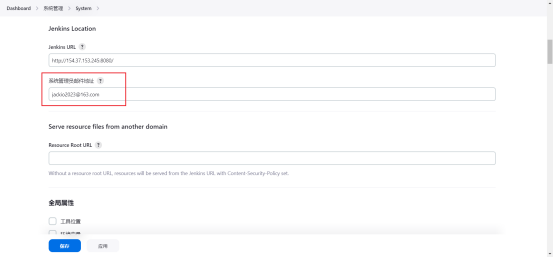 Dashboard > 系统管理 > System >
Jenkins Location
Jenkins URL ?
http://154.37.153.245:8080/
系统管理员邮件地址 ?
jackio2023@163.com
Serve resource files from another domain
Resource Root URL ?
Without a resource root URL, resources will be served from the Jenkins URL with Content-Security-Policy set.
全局属性
工具位置
保存
应用